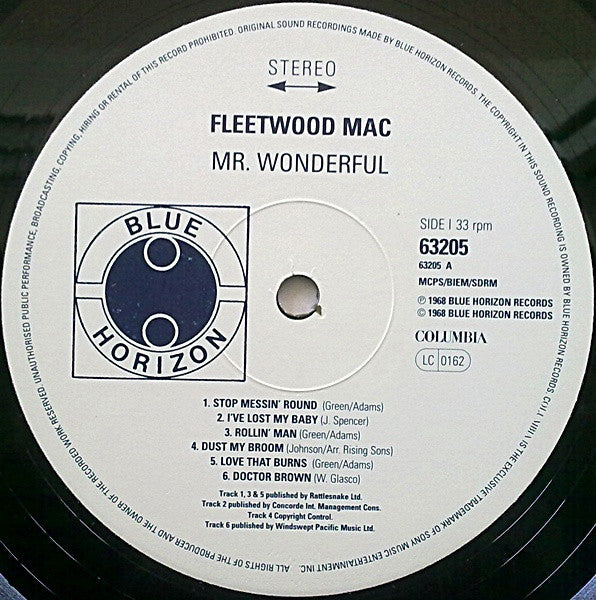 STEREO
FLEETWOOD MAC
MR. WONDERFUL
BLUE
HORIZON
SIDE I 33 rpm
63205
63205 A
MCPS/BIEM/SDRM
℗ 1968 BLUE HORIZON RECORDS
© 1968 BLUE HORIZON RECORDS
COLUMBIA
LC 0162
1. STOP MESSIN' ROUND (Green/Adams)
2. I'VE LOST MY BABY (J. Spencer)
3. ROLLIN' MAN (Green/Adams)
4. DUST MY BROOM (Johnson/Arr. Rising Sons)
5. LOVE THAT BURNS (Green/Adams)
6. DOCTOR BROWN (W. Glasco)
Track 1, 3 & 5 published by Rattlesnake Ltd.
Track 2 published by Concorde Int. Management Cons.
Track 4 Copyright Control.
Track 6 published by Windswept Pacific Music Ltd.
ALL RIGHTS OF THE PRODUCER AND THE OWNER OF THE RECORDED WORK RESERVED. UNAUTHORISED PUBLIC PERFORMANCE, BROADCASTING, COPYING, HIRING OR RENTAL OF THIS RECORD PROHIBITED. ORIGINAL SOUND RECORDINGS MADE BY BLUE HORIZON RECORDS. THE COPYRIGHT IN THIS SOUND RECORDING IS OWNED BY BLUE HORIZON RECORDS IS THE EXCLUSIVE TRADEMARK OF SONY MUSIC ENTERTAINMENT INC.